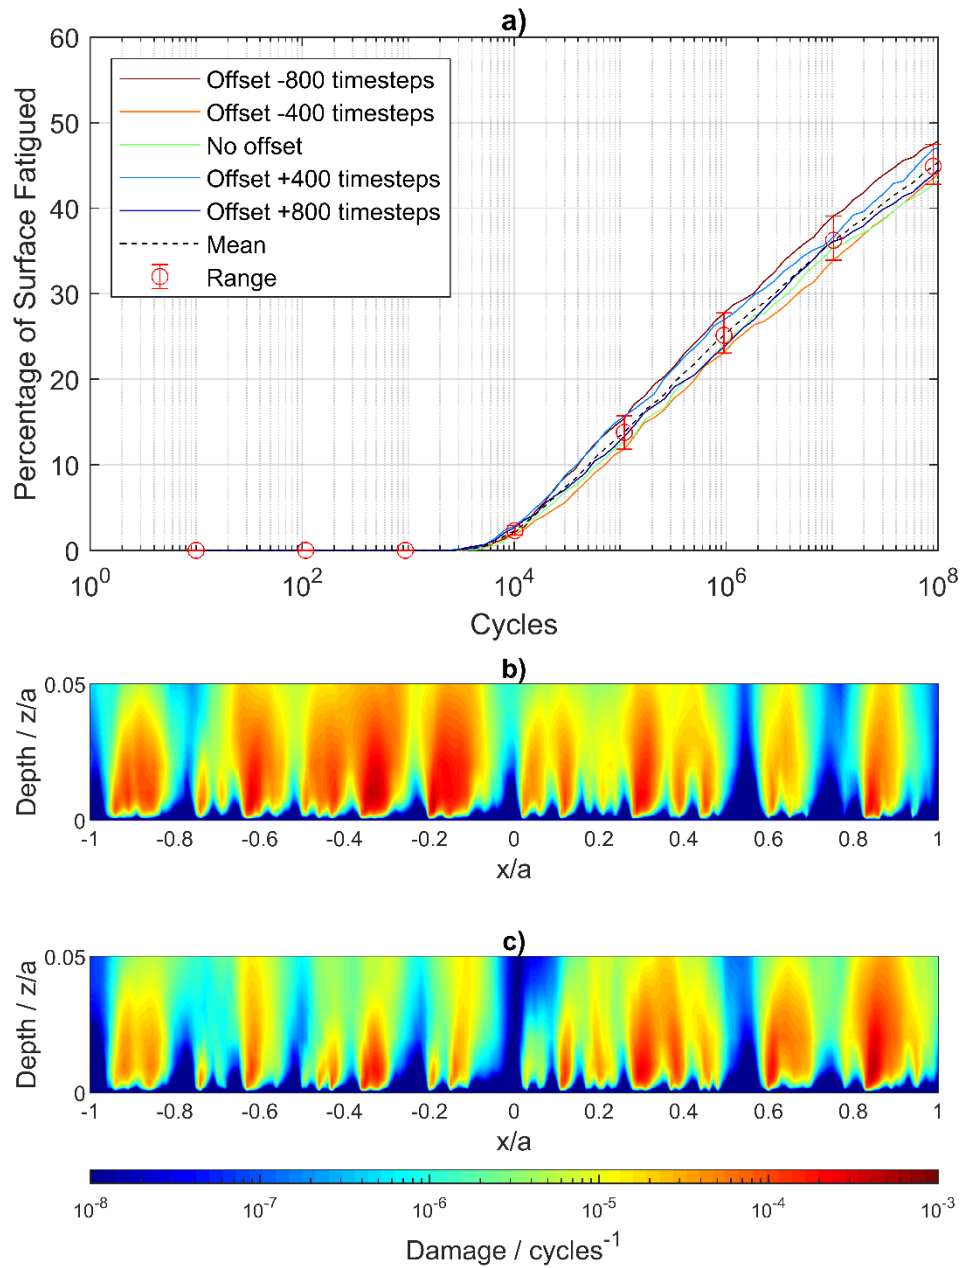 a)
60
50
40
30
20
10
0
Percentage of Surface Fatigued
Offset -800 timesteps
Offset -400 timesteps
No offset
Offset +400 timesteps
Offset +800 timesteps
Mean
Range
10^0 10^2 10^4 10^6 10^8
Cycles
b)
0.05
0
Depth / z/a
-1 -0.8 -0.6 -0.4 -0.2 0 0.2 0.4 0.6 0.8 1
x/a
c)
0.05
0
Depth / z/a
-1 -0.8 -0.6 -0.4 -0.2 0 0.2 0.4 0.6 0.8 1
x/a
10^-8 10^-7 10^-6 10^-5 10^-4 10^-3
Damage / cycles^-1